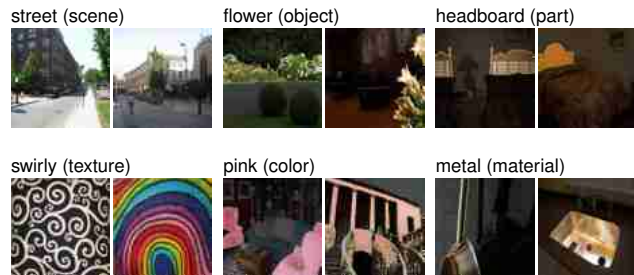 street (scene)
flower (object)
headboard (part)
swirly (texture)
pink (color)
metal (material)